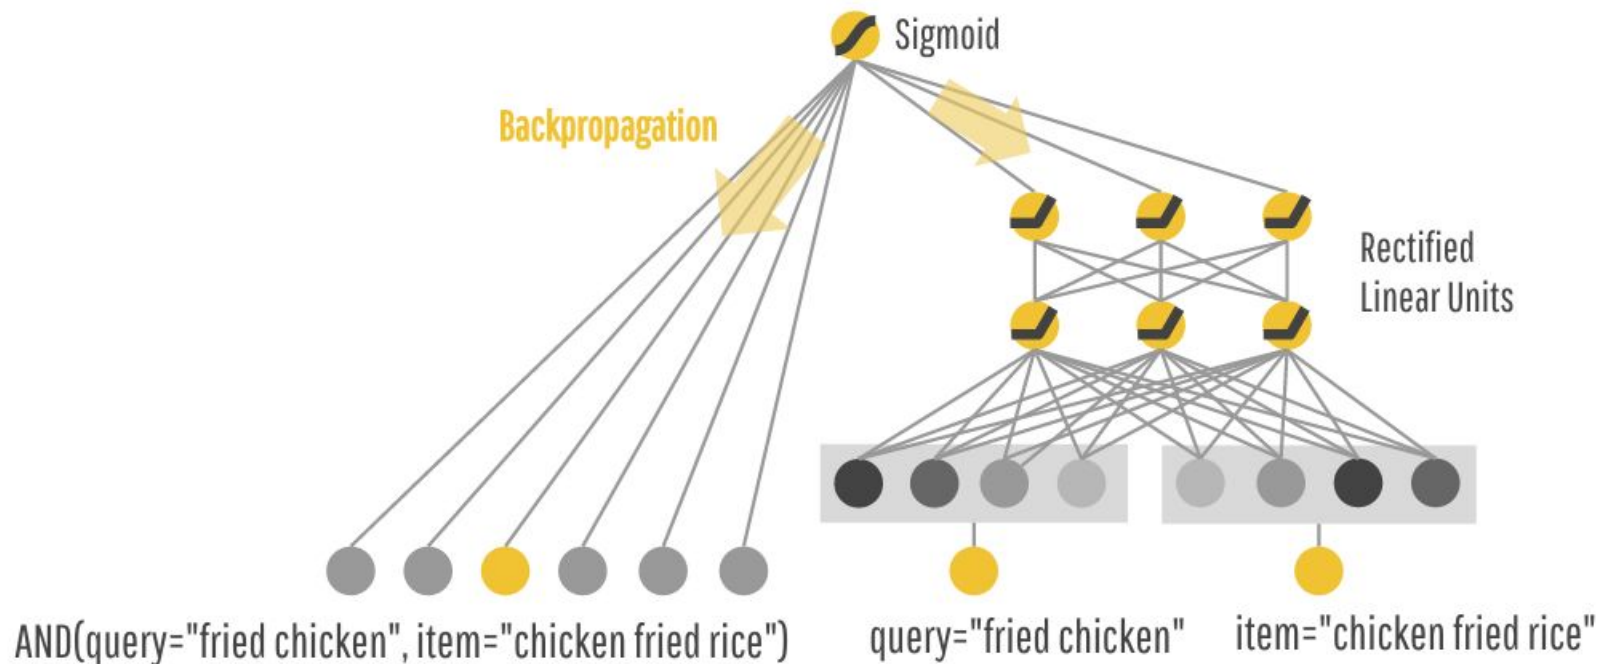 Sigmoid
Backpropagation
Rectified
Linear Units
AND(query="fried chicken", item="chicken fried rice")
query="fried chicken"
item="chicken fried rice"